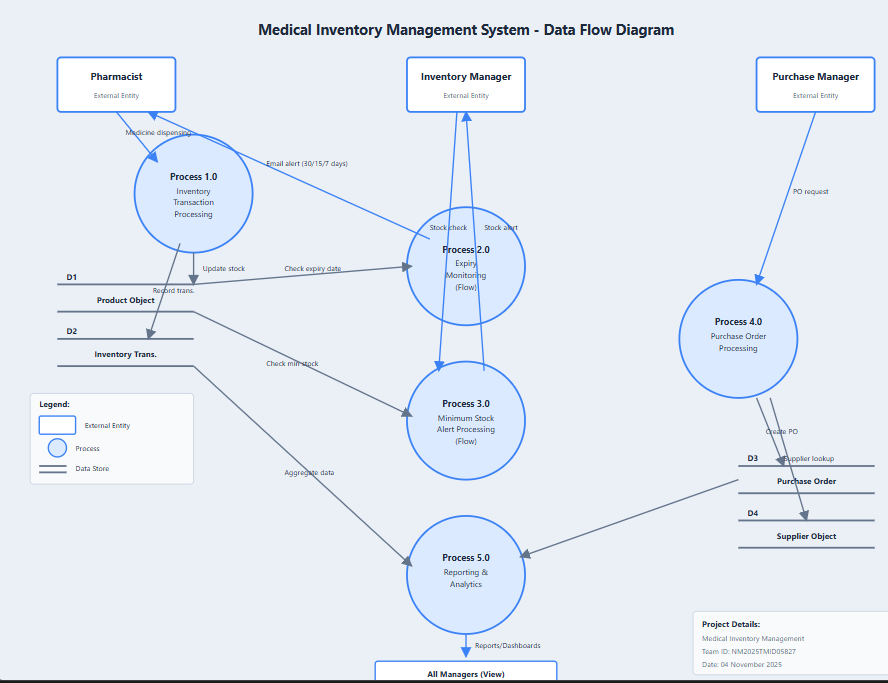 Medical Inventory Management System - Data Flow Diagram
Pharmacist
External Entity
Inventory Manager
External Entity
Purchase Manager
External Entity
Medicine dispensing
Email alert (30/15/7 days)
Process 1.0
Inventory
Transaction
Processing
PO request
Stock check
Stock alert
Process 2.0
Expiry
Monitoring
(Flow)
Update stock
Check expiry date
D1
Record trans.
Product Object
D2
Inventory Trans.
Process 4.0
Purchase Order
Processing
Check min stock
Process 3.0
Minimum Stock
Alert Processing
(Flow)
Legend:
External Entity
Process
Data Store
Create PO
D3
Supplier lookup
Purchase Order
D4
Supplier Object
Aggregate data
Process 5.0
Reporting &
Analytics
Reports/Dashboards
All Managers (View)
Project Details:
Medical Inventory Management
Team ID: NM2025TMID05827
Date: 04 November 2025